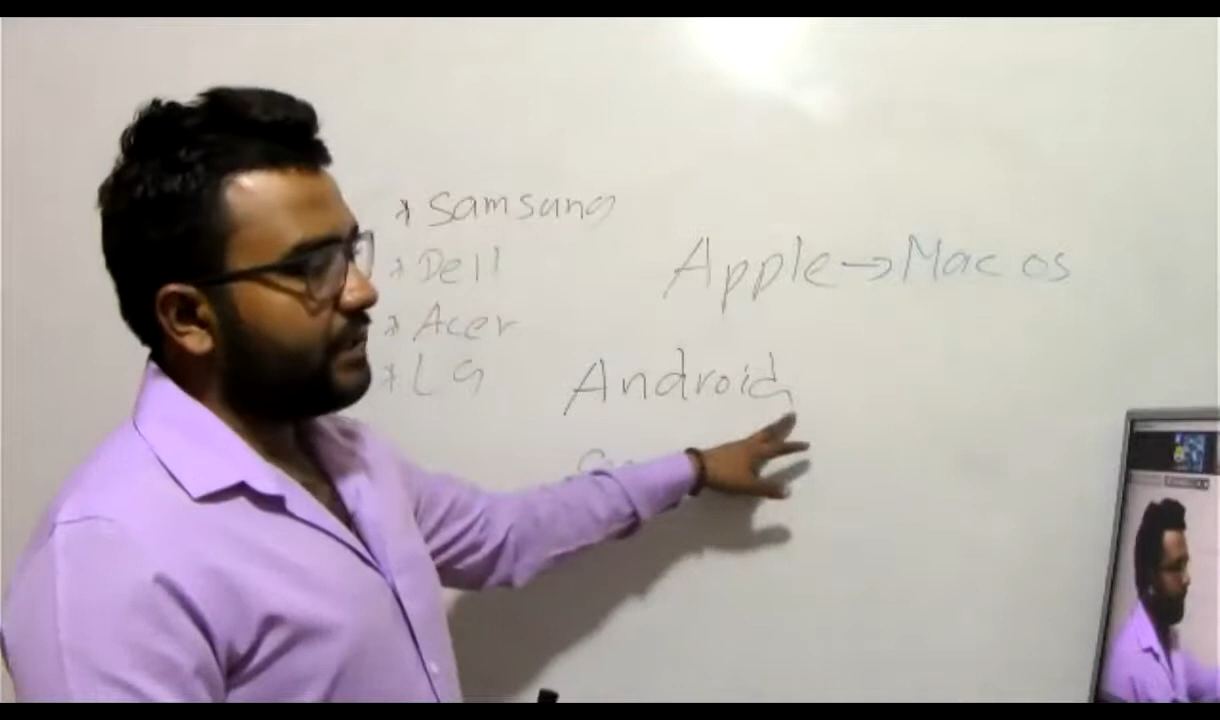 * Samsung
* Dell
* Acer
* LG
Apple → Mac os
Android